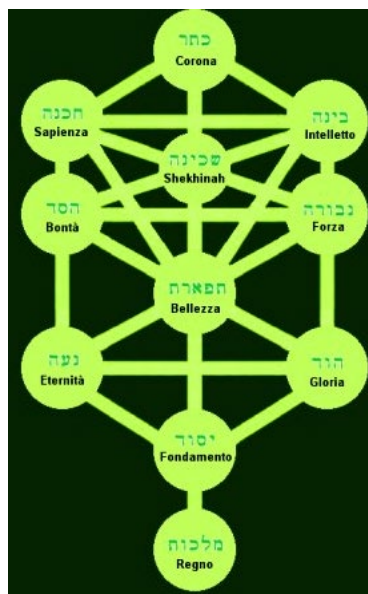 כתר
Corona
חכנה
Sapienza
בינה
Intelletto
שכינה
Shekhinah
הסד
Bontà
נבורה
Forza
תפארת
Bellezza
נעה
Eternità
הוד
Gloria
יסוד
Fondamento
מלכות
Regno